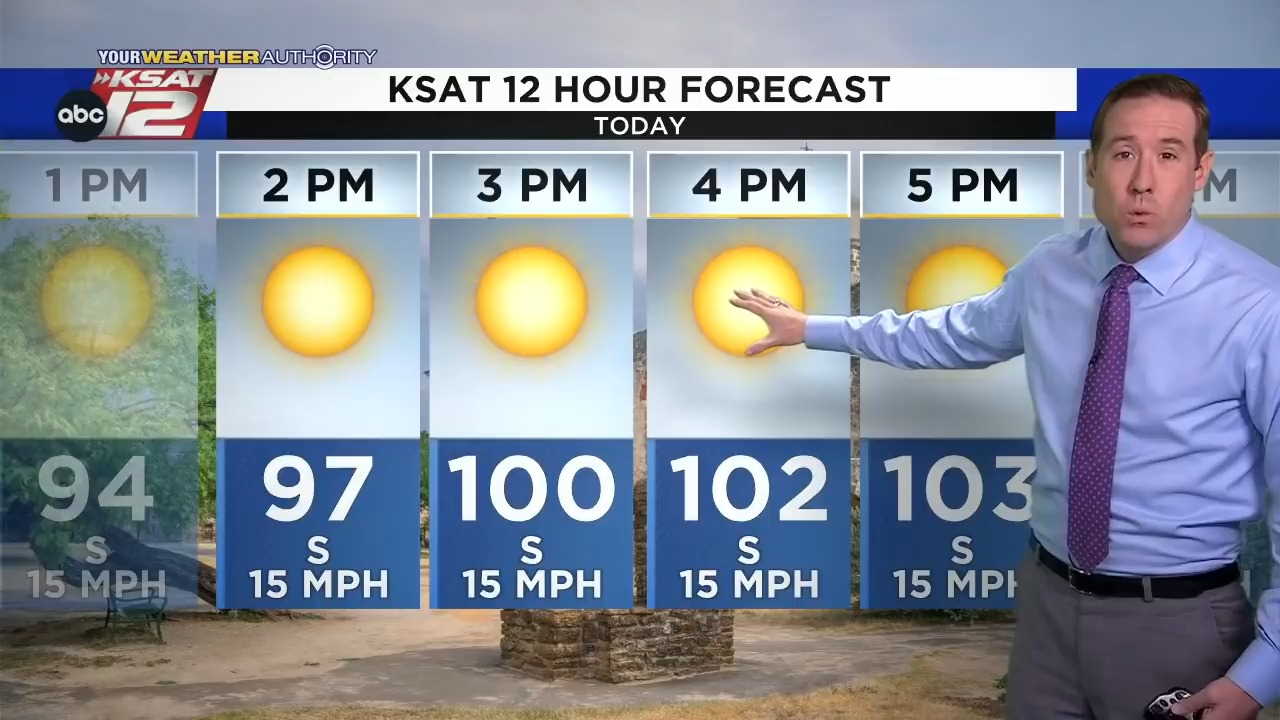 YOURWEATHERAUTHORITY
KSAT
abc 12
KSAT 12 HOUR FORECAST
TODAY
1 PM 2 PM 3 PM 4 PM 5 PM
94 97 100 102 103
S S S S S
15 MPH 15 MPH 15 MPH 15 MPH 15 MPH